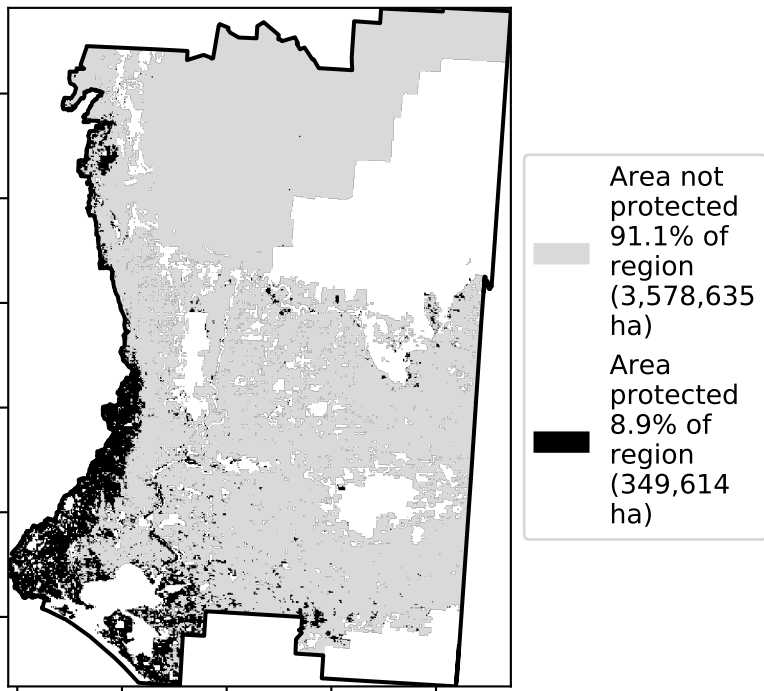 Area not
protected
91.1% of
region
(3,578,635
ha)
Area
protected
8.9% of
region
(349,614
ha)